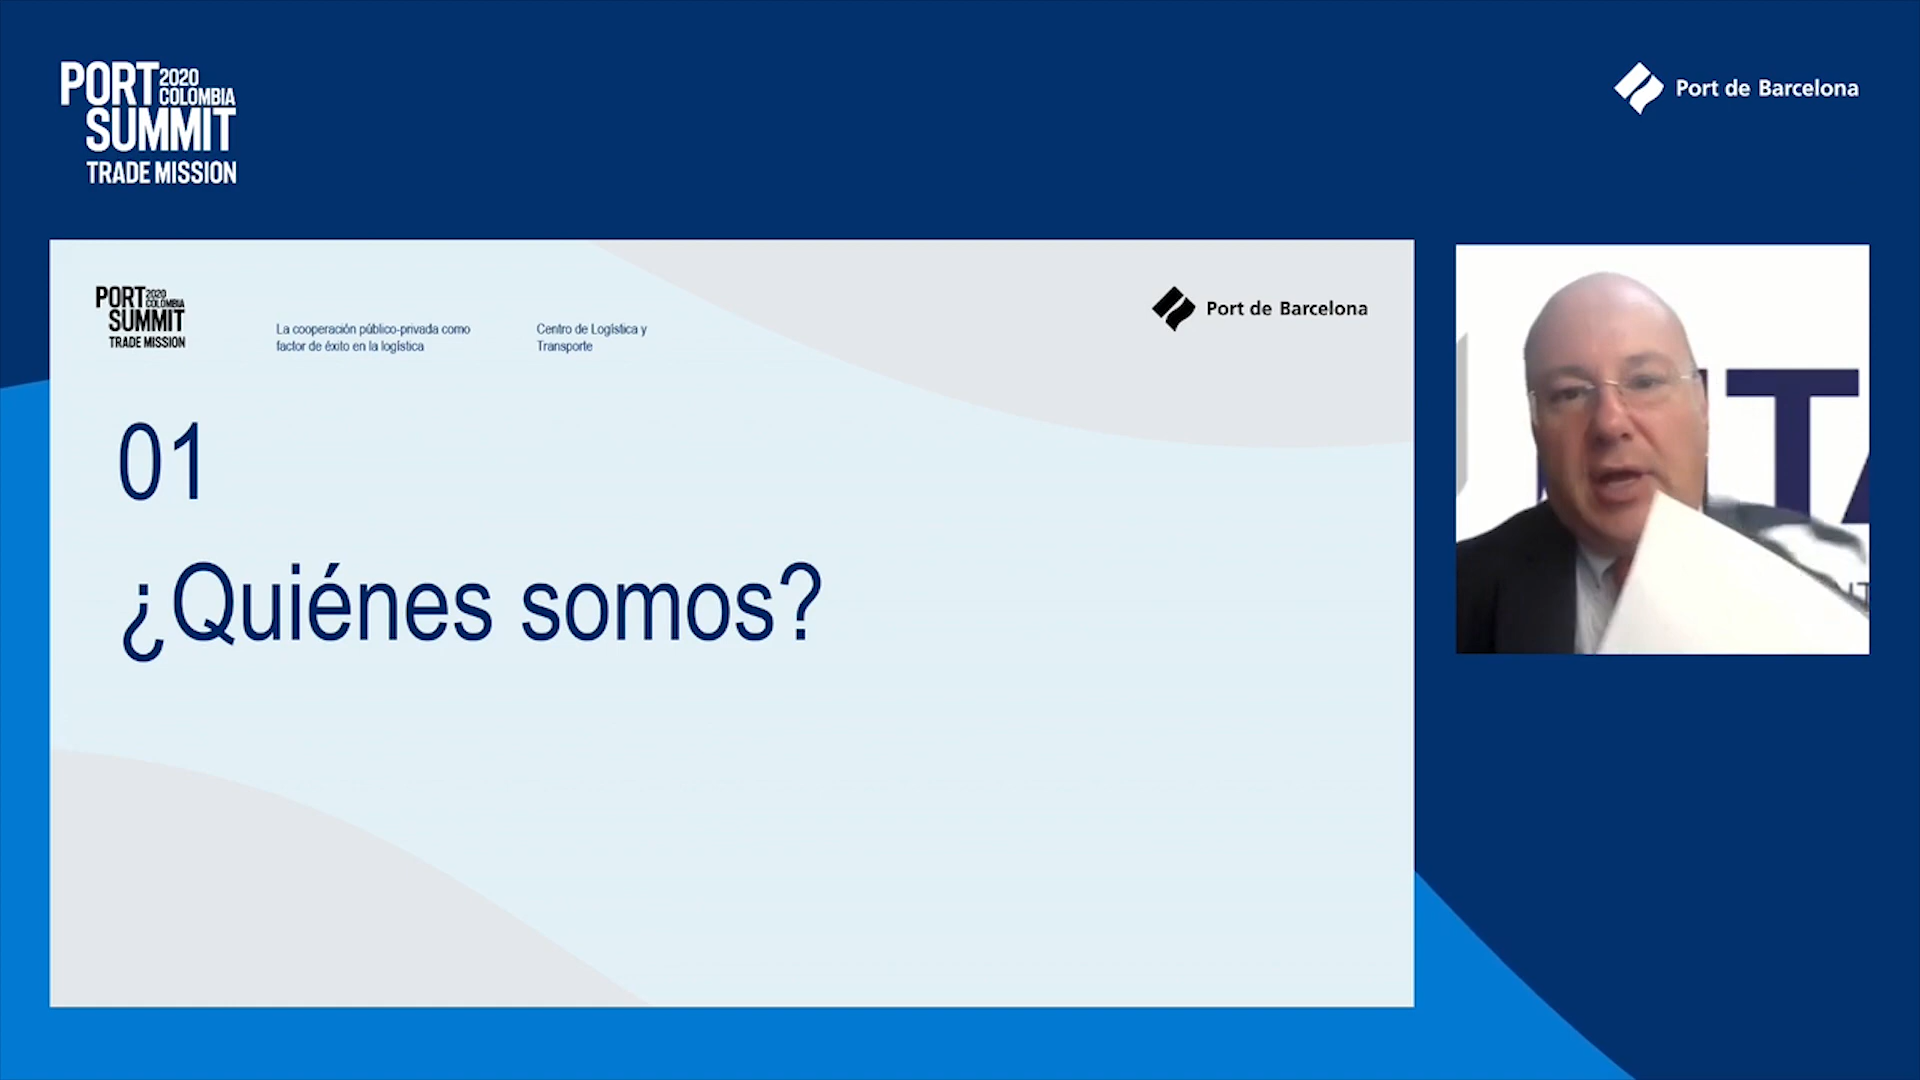 PORT 2020
COLOMBIA
SUMMIT
TRADE MISSION
Port de Barcelona
PORT 2020
COLOMBIA
SUMMIT
TRADE MISSION
La cooperación público-privada como
factor de éxito en la logística
Centro de Logística y
Transporte
Port de Barcelona
01
¿Quiénes somos?